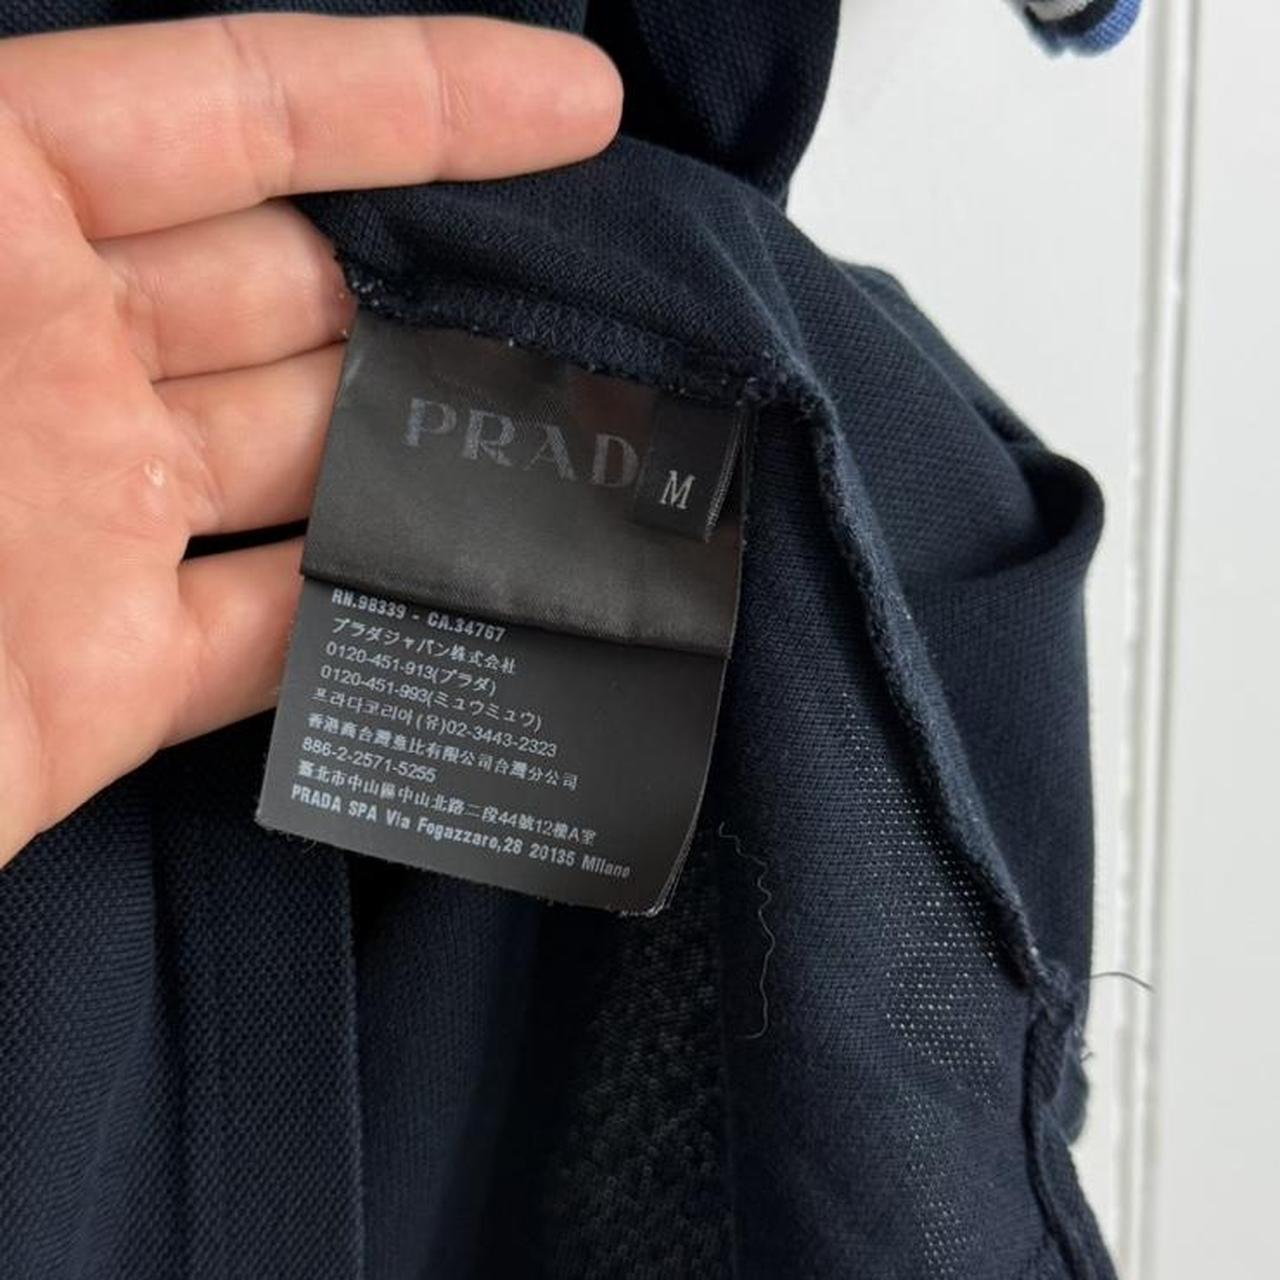 PRAD
M
RN.98339 - CA.34767
プラダジャパン株式会社
0120-451-913(プラダ)
0120-451-993(ミュウミュウ)
프라다코리아(유)02-3443-2323
香港商台灣意比有限公司台灣分公司
886-2-2571-5255
臺北市中山區中山北路二段44號12樓A室
PRADA SPA Via Fogazzaro,28 20135 Milano